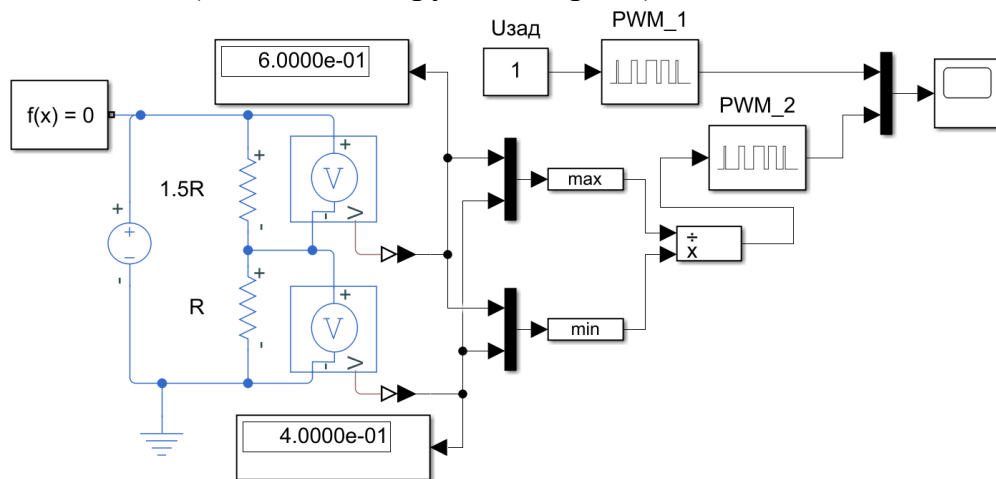 PWM_1
Uзад
6.0000e-01
1
f(x) = 0
PWM_2
+
+
1.5R
V
max
-
V
+
-
÷
x
+
-
+
+
R
V
min
-
V
-
-
4.0000e-01